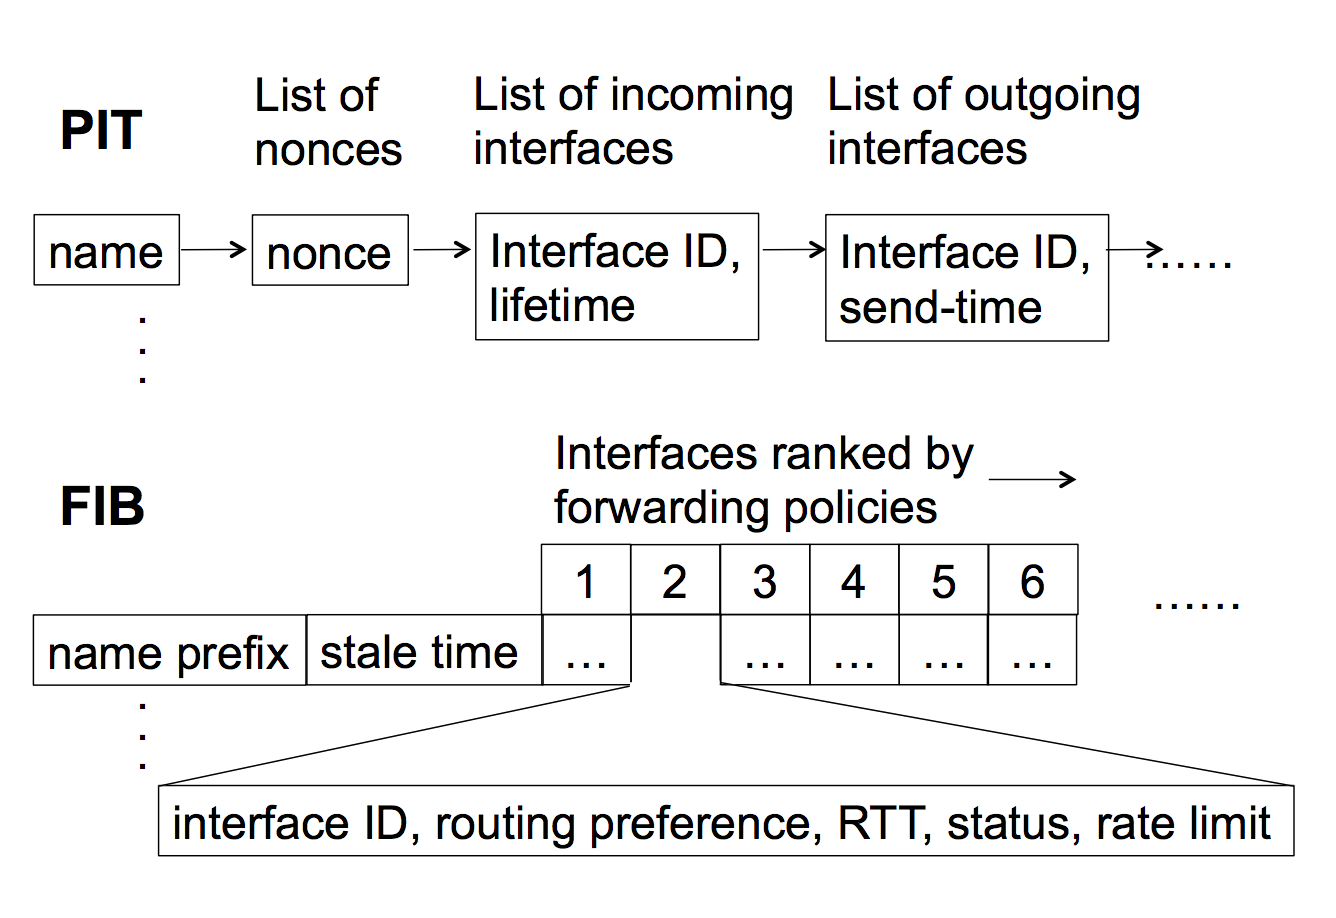 PIT
List of
nonces
List of incoming
interfaces
List of outgoing
interfaces
name
nonce
Interface ID,
lifetime
Interface ID,
send-time
......
.
.
.
FIB
Interfaces ranked by
forwarding policies
1 2 3 4 5 6
......
name prefix stale time ... ... ... ... ...
.
.
.
interface ID, routing preference, RTT, status, rate limit